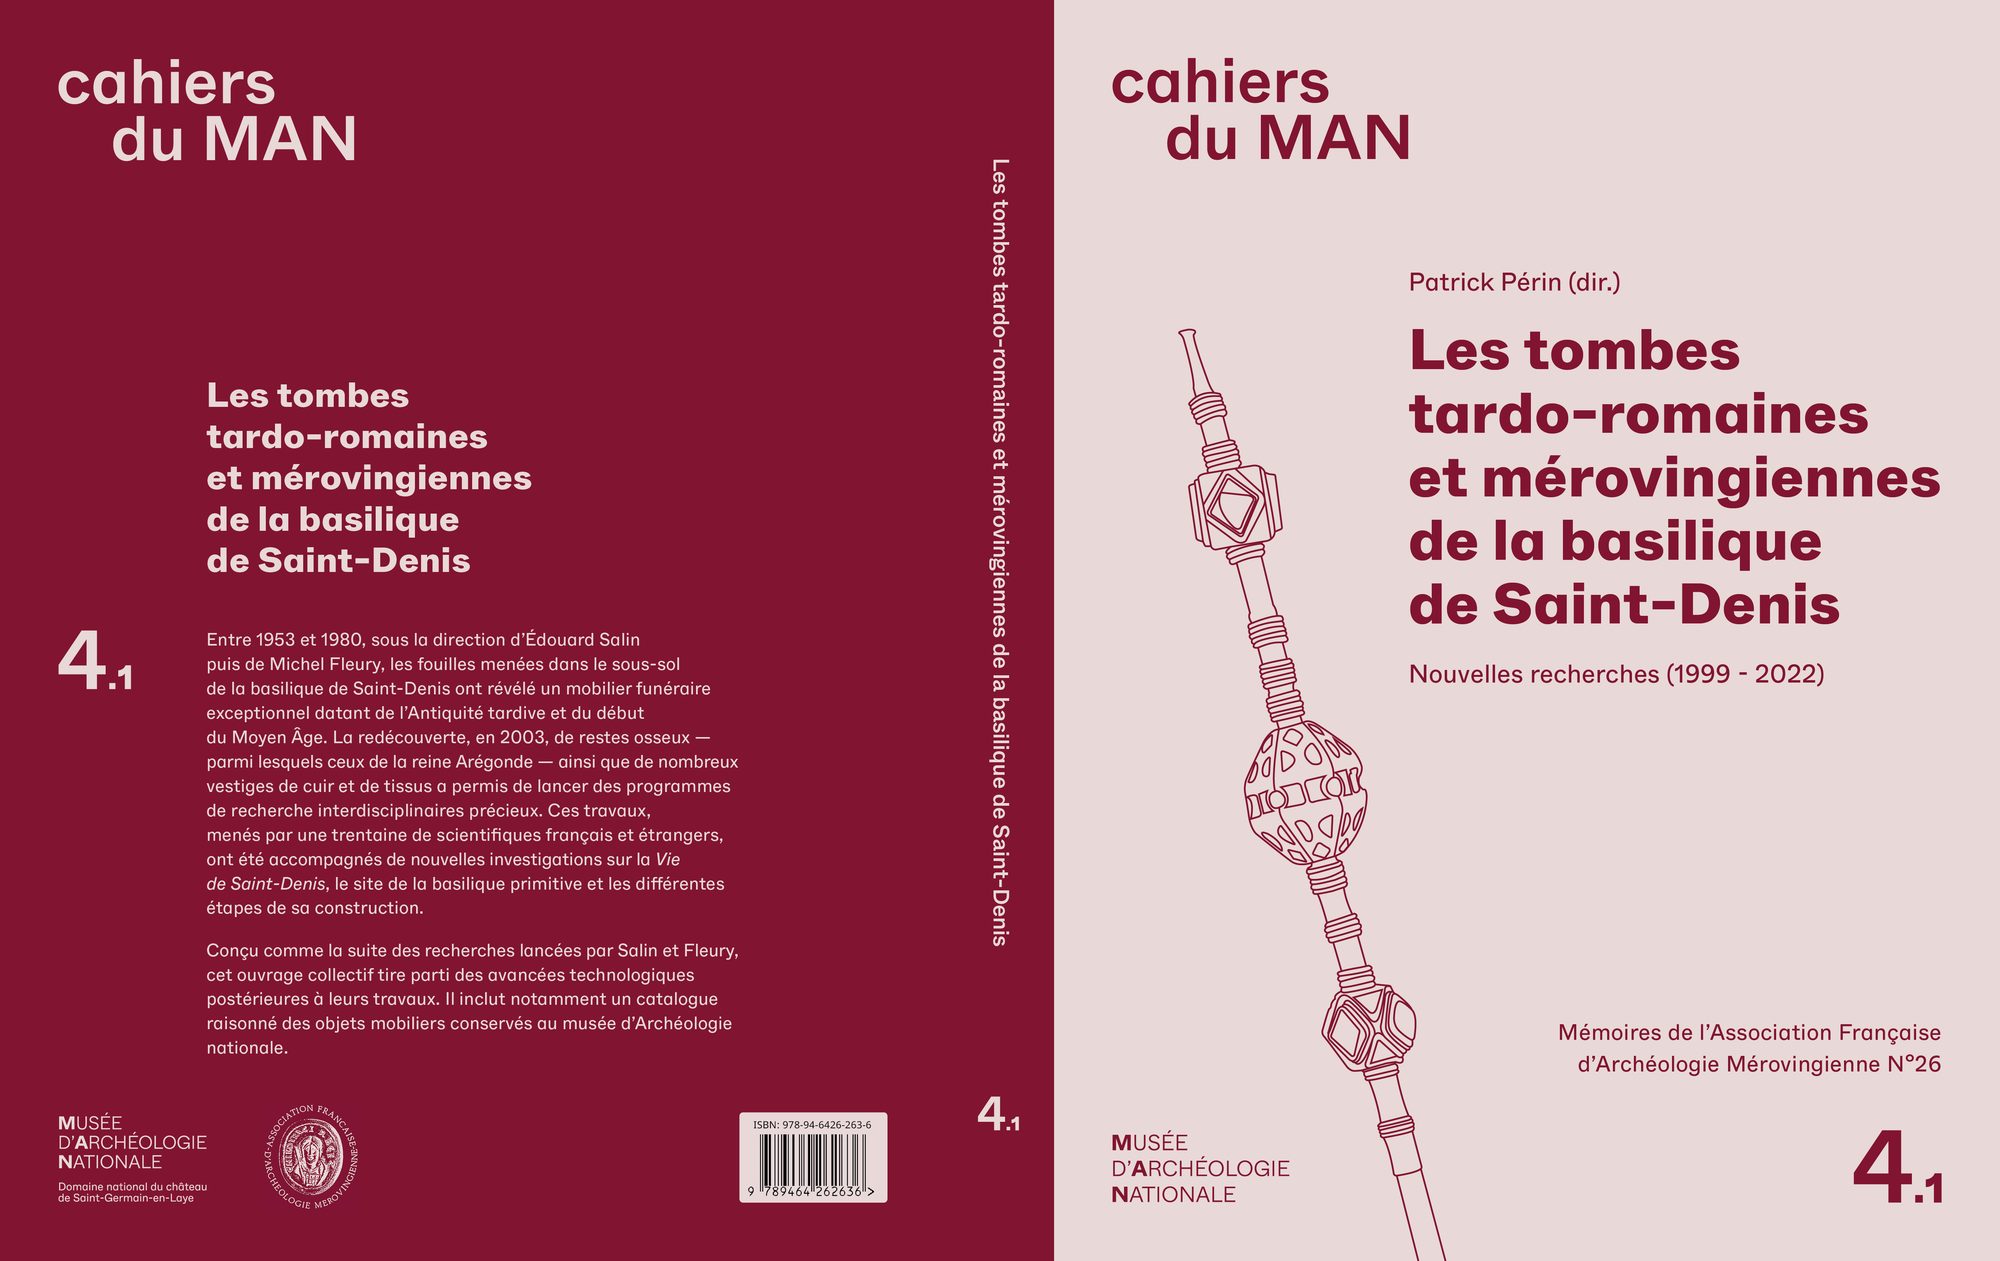 cahiers
du MAN
Les tombes
tardo-romaines
et mérovingiennes
de la basilique
de Saint-Denis
4.1
Entre 1953 et 1980, sous la direction d’Édouard Salin
puis de Michel Fleury, les fouilles menées dans le sous-sol
de la basilique de Saint-Denis ont révélé un mobilier funéraire
exceptionnel datant de l’Antiquité tardive et du début
du Moyen Âge. La redécouverte, en 2003, de restes osseux —
parmi lesquels ceux de la reine Arégonde — ainsi que de nombreux
vestiges de cuir et de tissus a permis de lancer des programmes
de recherche interdisciplinaires précieux. Ces travaux,
menés par une trentaine de scientifiques français et étrangers,
ont été accompagnés de nouvelles investigations sur la Vie
de Saint-Denis, le site de la basilique primitive et les différentes
étapes de sa construction.
Conçu comme la suite des recherches lancées par Salin et Fleury,
cet ouvrage collectif tire parti des avancées technologiques
postérieures à leurs travaux. Il inclut notamment un catalogue
raisonné des objets mobiliers conservés au musée d’Archéologie
nationale.
MUSÉE
D’ARCHÉOLOGIE
NATIONALE
Domaine national du château
de Saint-Germain-en-Laye
ASSOCIATION FRANÇAISE
D’ARCHÉOLOGIE MEROVINGIENNE
ISBN: 978-94-6426-263-6
9 789464 262636 >
Les tombes tardo-romaines et mérovingiennes de la basilique de Saint-Denis
4.1
cahiers
du MAN
Patrick Périn (dir.)
Les tombes
tardo-romaines
et mérovingiennes
de la basilique
de Saint-Denis
Nouvelles recherches (1999 - 2022)
Mémoires de l’Association Française
d’Archéologie Mérovingienne N°26
MUSÉE
D’ARCHÉOLOGIE
NATIONALE
4.1